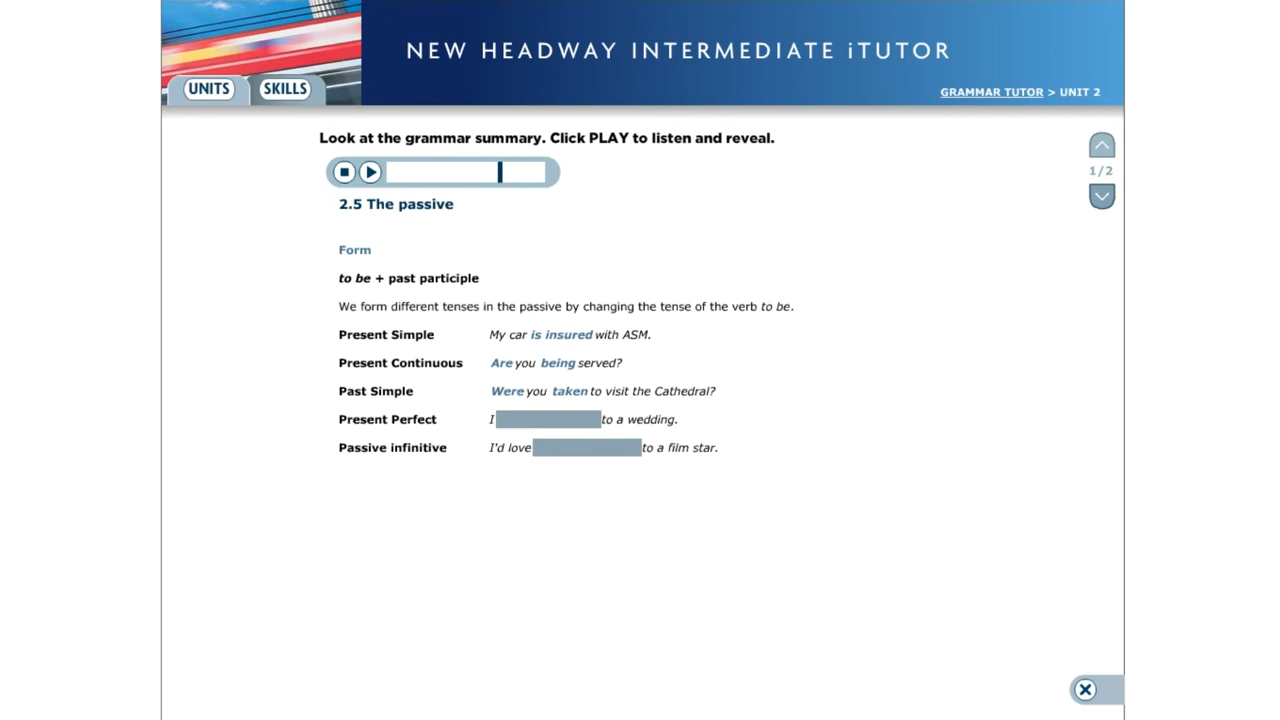 NEW HEADWAY INTERMEDIATE iTUTOR
UNITS SKILLS
GRAMMAR TUTOR > UNIT 2
Look at the grammar summary. Click PLAY to listen and reveal.
1/2
2.5 The passive
Form
to be + past participle
We form different tenses in the passive by changing the tense of the verb to be.
Present Simple My car is insured with ASM.
Present Continuous Are you being served?
Past Simple Were you taken to visit the Cathedral?
Present Perfect I to a wedding.
Passive infinitive I'd love to a film star.